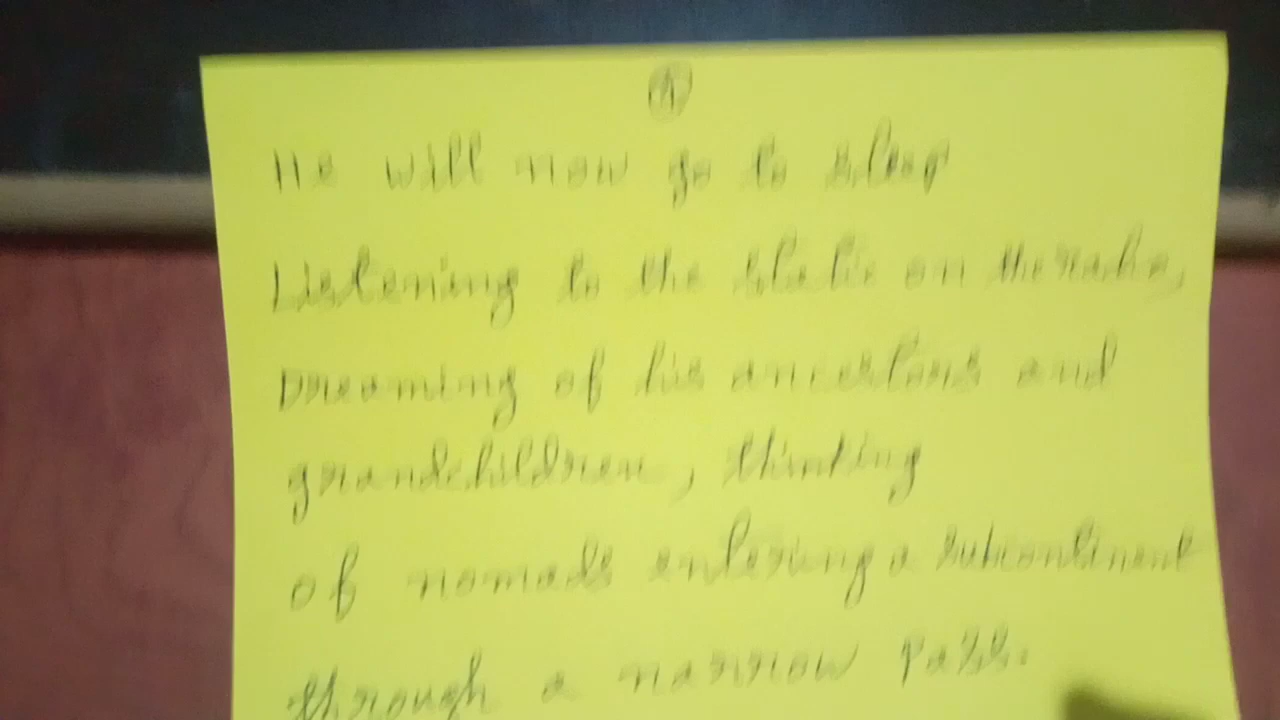 He will now go to sleep
Listening to the static on the radio,
Dreaming of his ancestors and
grandchildren, thinking
of nomads entering a subcontinent
through a narrow pass.